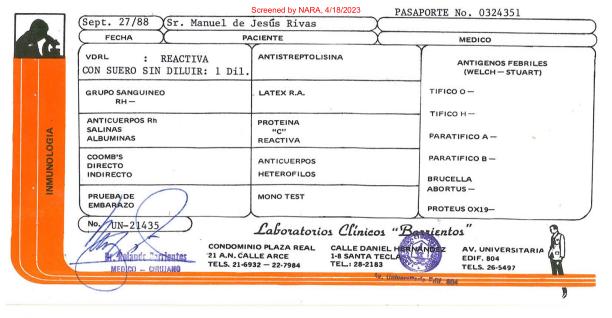 Screened by NARA, 4/18/2023
PASAPORTE No. 0324351
Sept. 27/88 Sr. Manuel de Jesús Rivas
FECHA PACIENTE MEDICO
VDRL : REACTIVA
CON SUERO SIN DILUIR: 1 Dil.
ANTISTREPTOLISINA
ANTIGENOS FEBRILES
(WELCH — STUART)
GRUPO SANGUINEO
RH —
LATEX R.A.
TIFICO O —
TIFICO H —
ANTICUERPOS Rh
SALINAS
ALBUMINAS
PROTEINA
"C"
REACTIVA
PARATIFICO A —
COOMB'S
DIRECTO
INDIRECTO
ANTICUERPOS
HETEROFILOS
PARATIFICO B —
BRUCELLA
ABORTUS —
PRUEBA DE
EMBARAZO
MONO TEST
PROTEUS OX19—
INMUNOLOGIA
No. UN-21435
Laboratorios Clínicos "Barrientos"
CONDOMINIO PLAZA REAL
21 A.N. CALLE ARCE
TELS. 21-6932 — 22-7984
CALLE DANIEL HERNANDEZ
1-8 SANTA TECLA
TEL.: 28-2183
AV. UNIVERSITARIA
EDIF. 804
TELS. 26-5497
Dr. Rolando Barrientos
MEDICO — CIRUJANO
Av. Universitaria Edif. 804